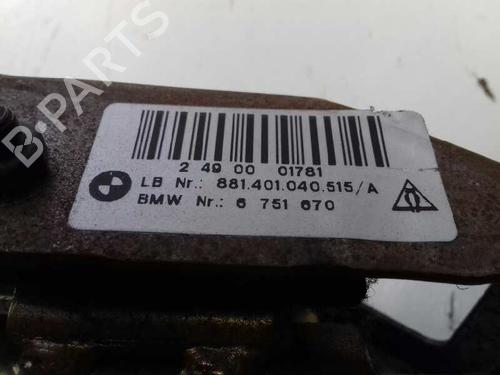 B-PARTS
2 49 00 01781
LB Nr.: 881.401.040.515/A
BMW Nr.: 6 751 670